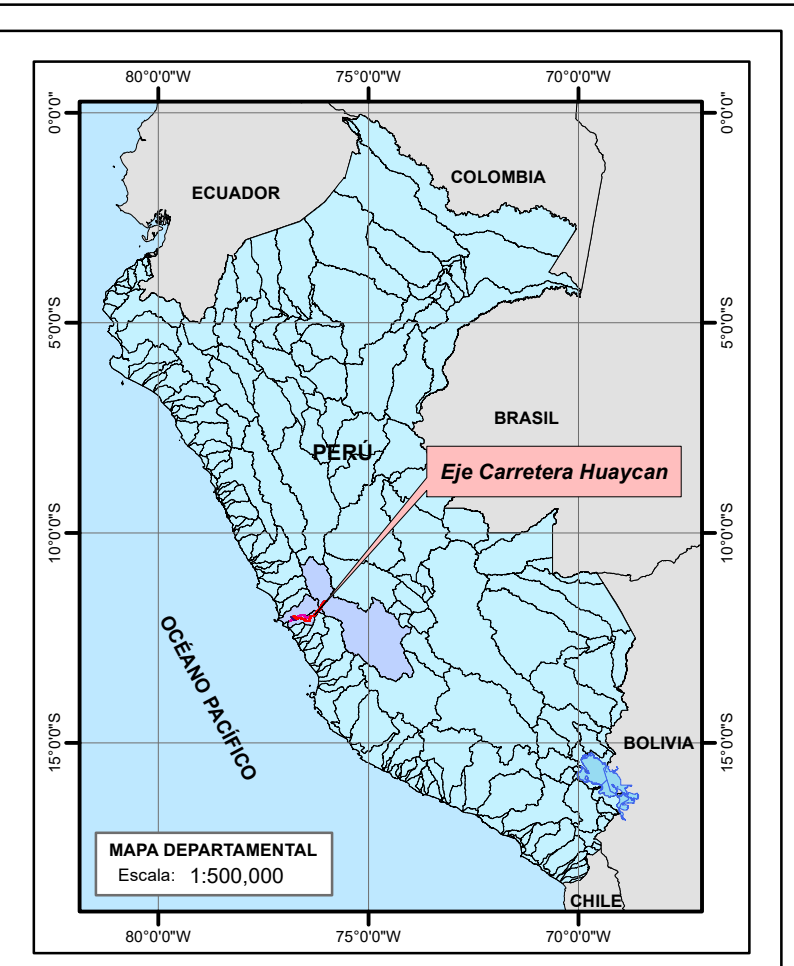 80°0'0"W 75°0'0"W 70°0'0"W
0°0'0" 0°0'0"
COLOMBIA
ECUADOR
5°0'0"S 5°0'0"S
BRASIL
PERÚ
Eje Carretera Huaycan
10°0'0"S 10°0'0"S
OCÉANO PACÍFICO
15°0'0"S 15°0'0"S
BOLIVIA
MAPA DEPARTAMENTAL
Escala: 1:500,000
CHILE
80°0'0"W 75°0'0"W 70°0'0"W